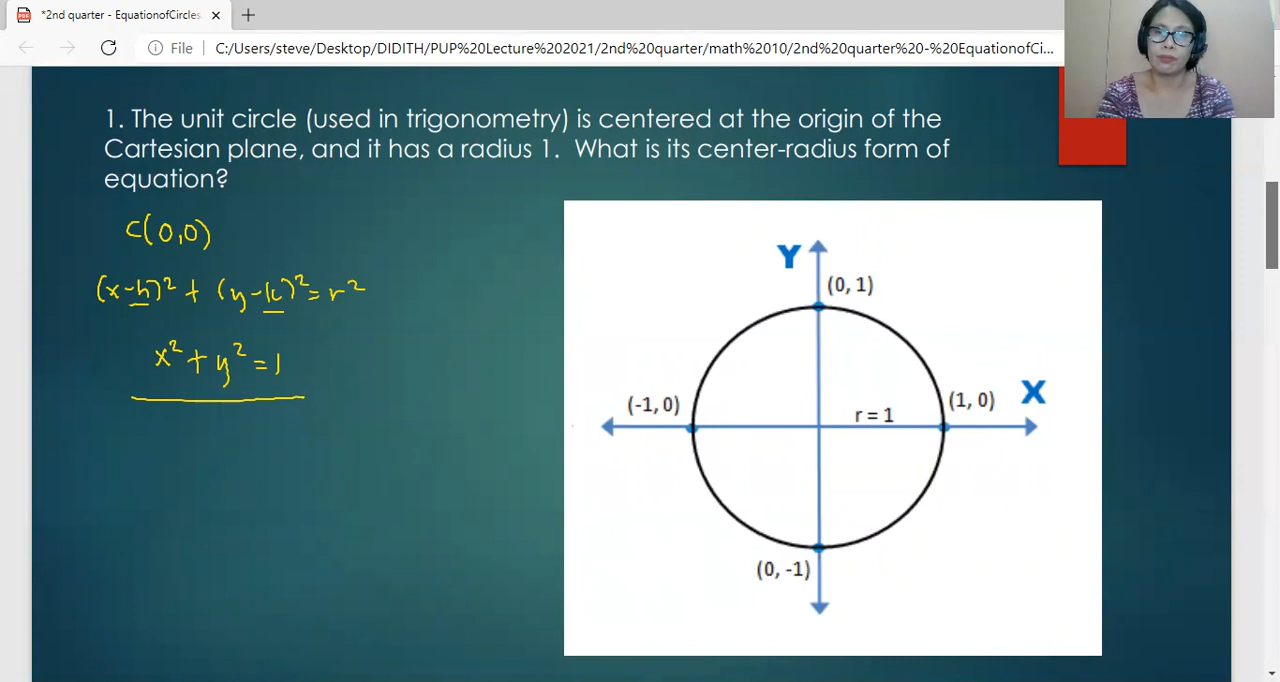 *2nd quarter - EquationofCircles
File C:/Users/steve/Desktop/DIDITH/PUP%20Lecture%202021/2nd%20quarter/math%2010/2nd%20quarter%20-%20EquationofCi...
1. The unit circle (used in trigonometry) is centered at the origin of the
Cartesian plane, and it has a radius 1. What is its center-radius form of
equation?
C(0,0)
(x-h)² + (y-k)² = r²
x² + y² = 1
Y
(0, 1)
(-1, 0)
r = 1
(1, 0)
X
(0, -1)